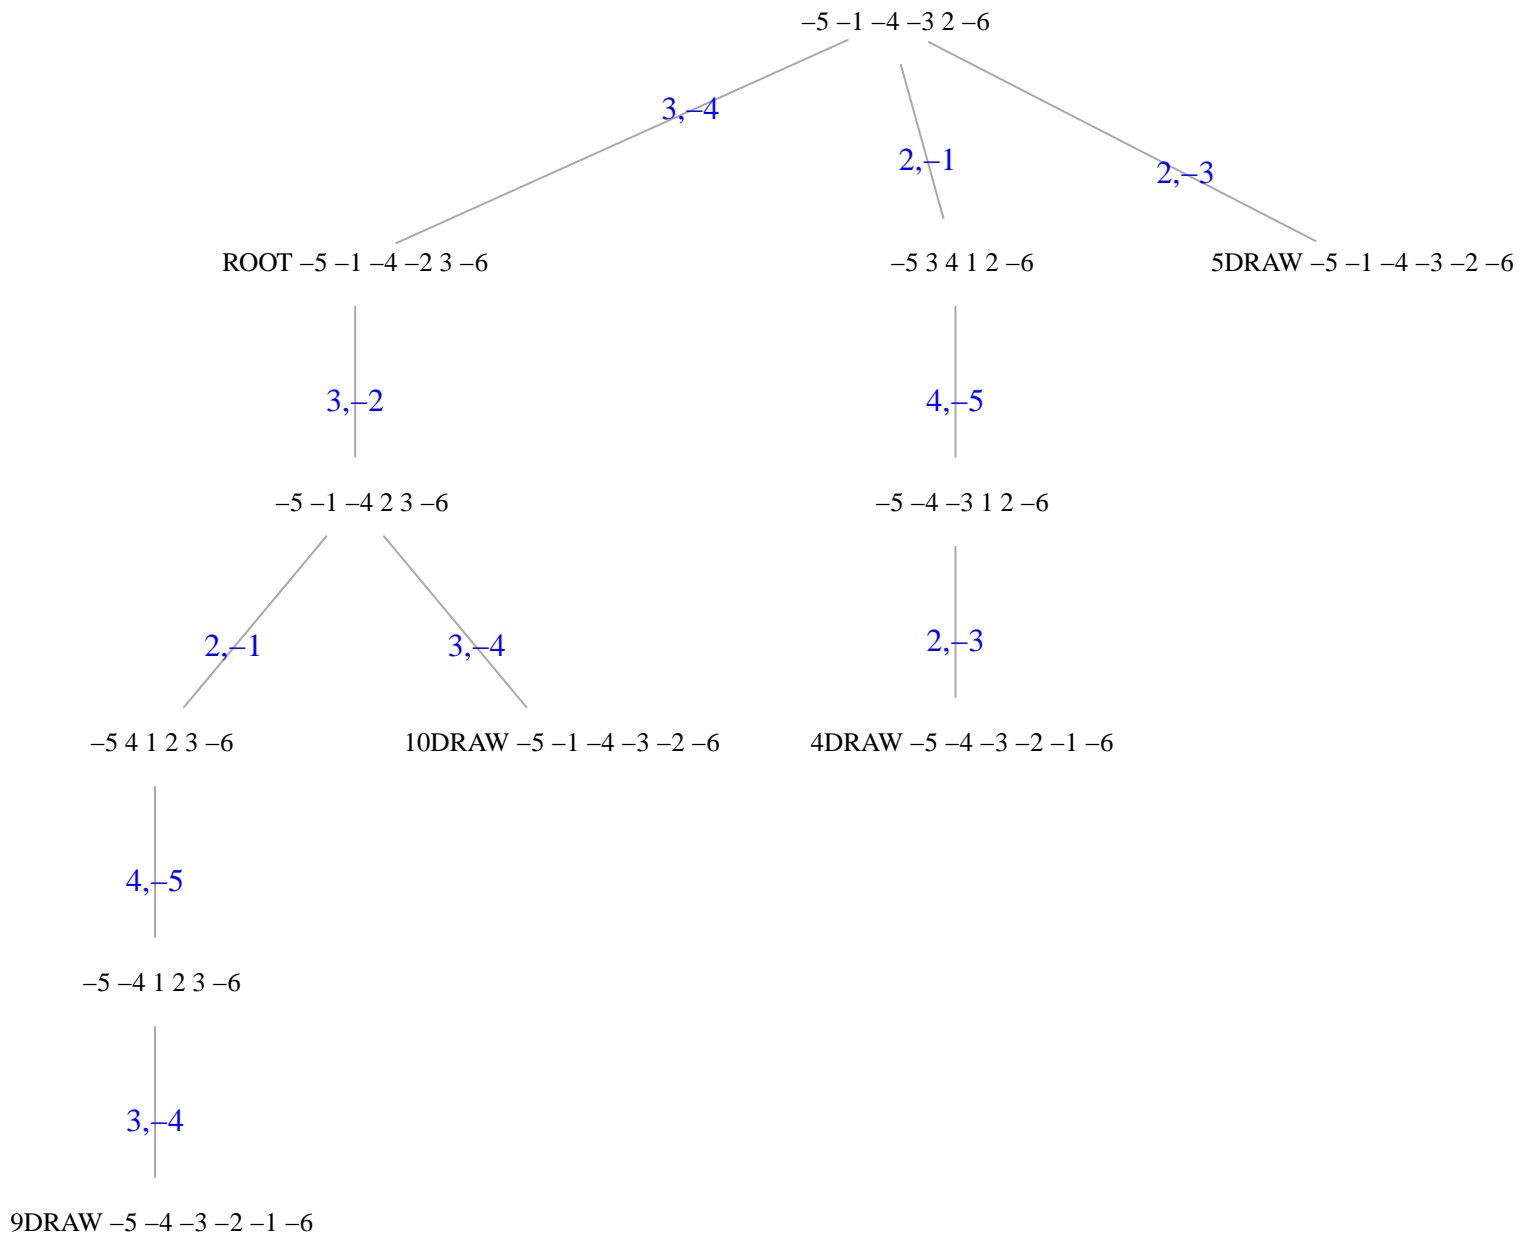 –5 –1 –4 –3 2 –6
3,–4
2,–1
2,–3
ROOT –5 –1 –4 –2 3 –6
–5 3 4 1 2 –6
5DRAW –5 –1 –4 –3 –2 –6
3,–2
4,–5
–5 –1 –4 2 3 –6
–5 –4 –3 1 2 –6
2,–1
3,–4
2,–3
–5 4 1 2 3 –6
10DRAW –5 –1 –4 –3 –2 –6
4DRAW –5 –4 –3 –2 –1 –6
4,–5
–5 –4 1 2 3 –6
3,–4
9DRAW –5 –4 –3 –2 –1 –6